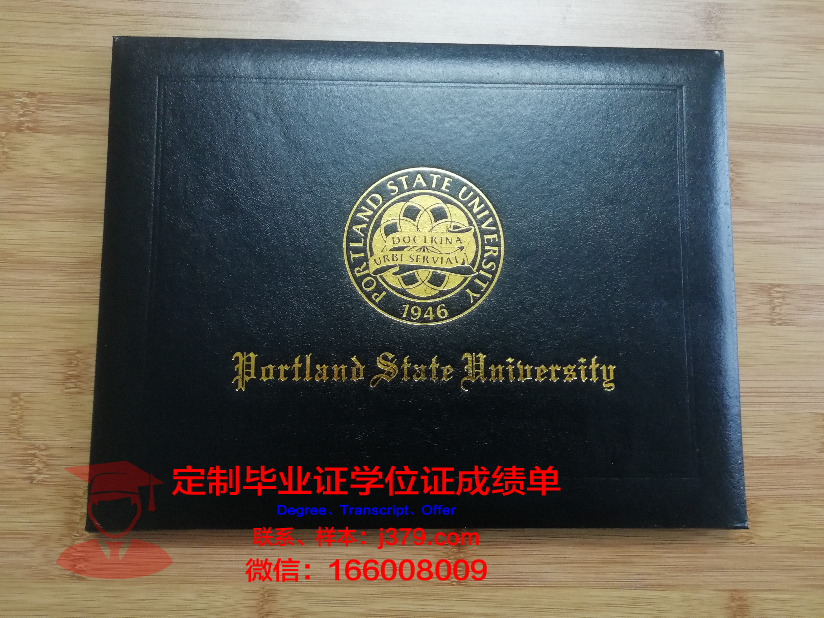 PORTLAND STATE UNIVERSITY
DOCTRINA
URBI SERVIAT
1946
Portland State University
定制毕业证学位证成绩单
Degree、Transcript、Offer
联系、样本：j379.com
微信：166008009